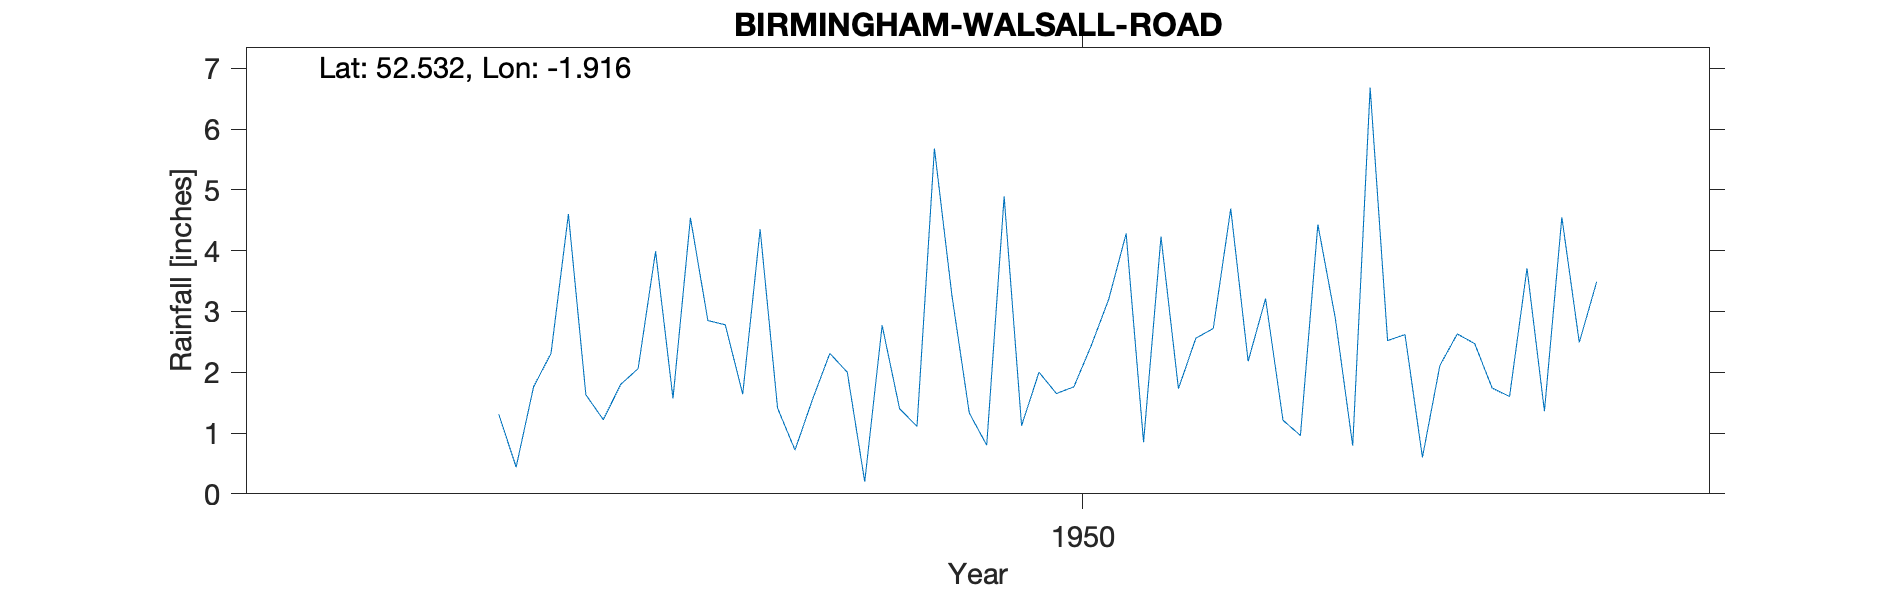 BIRMINGHAM-WALSALL-ROAD
Lat: 52.532, Lon: -1.916
7
6
5
4
3
2
1
0
Rainfall [inches]
1950
Year